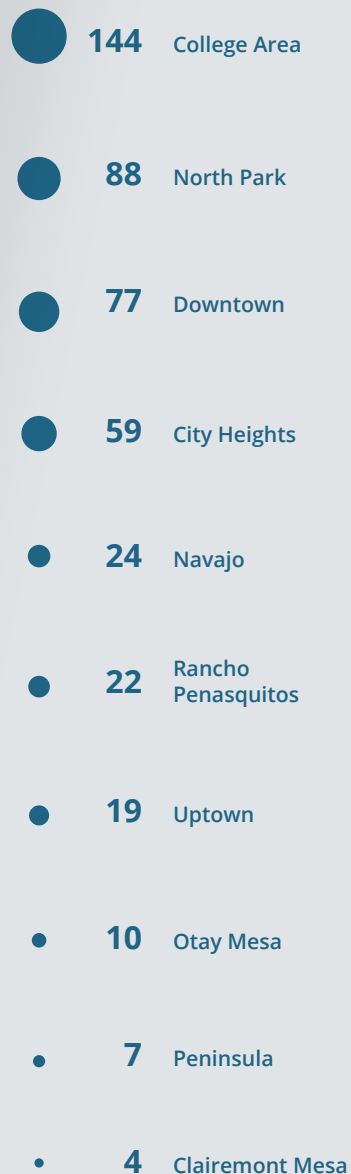 144 College Area
88 North Park
77 Downtown
59 City Heights
24 Navajo
22 Rancho
Penasquitos
19 Uptown
10 Otay Mesa
7 Peninsula
4 Clairemont Mesa